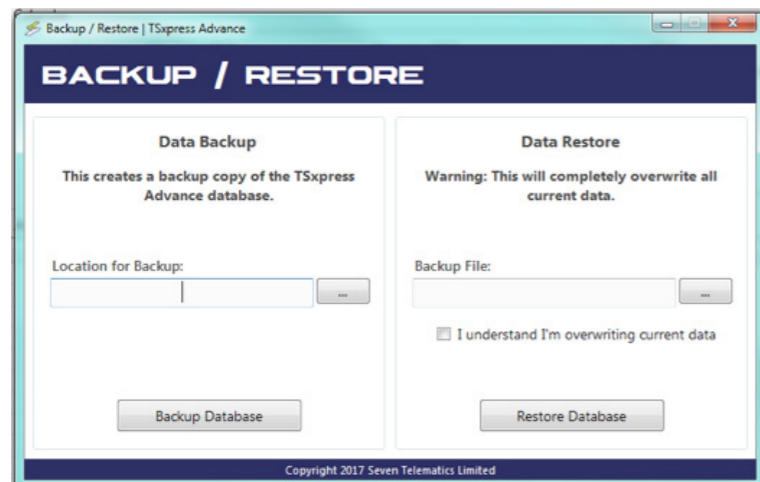 Backup / Restore | TSxpress Advance
BACKUP / RESTORE
Data Backup
This creates a backup copy of the TSxpress
Advance database.
Location for Backup:
...
Backup Database
Data Restore
Warning: This will completely overwrite all
current data.
Backup File:
...
I understand I'm overwriting current data
Restore Database
Copyright 2017 Seven Telematics Limited